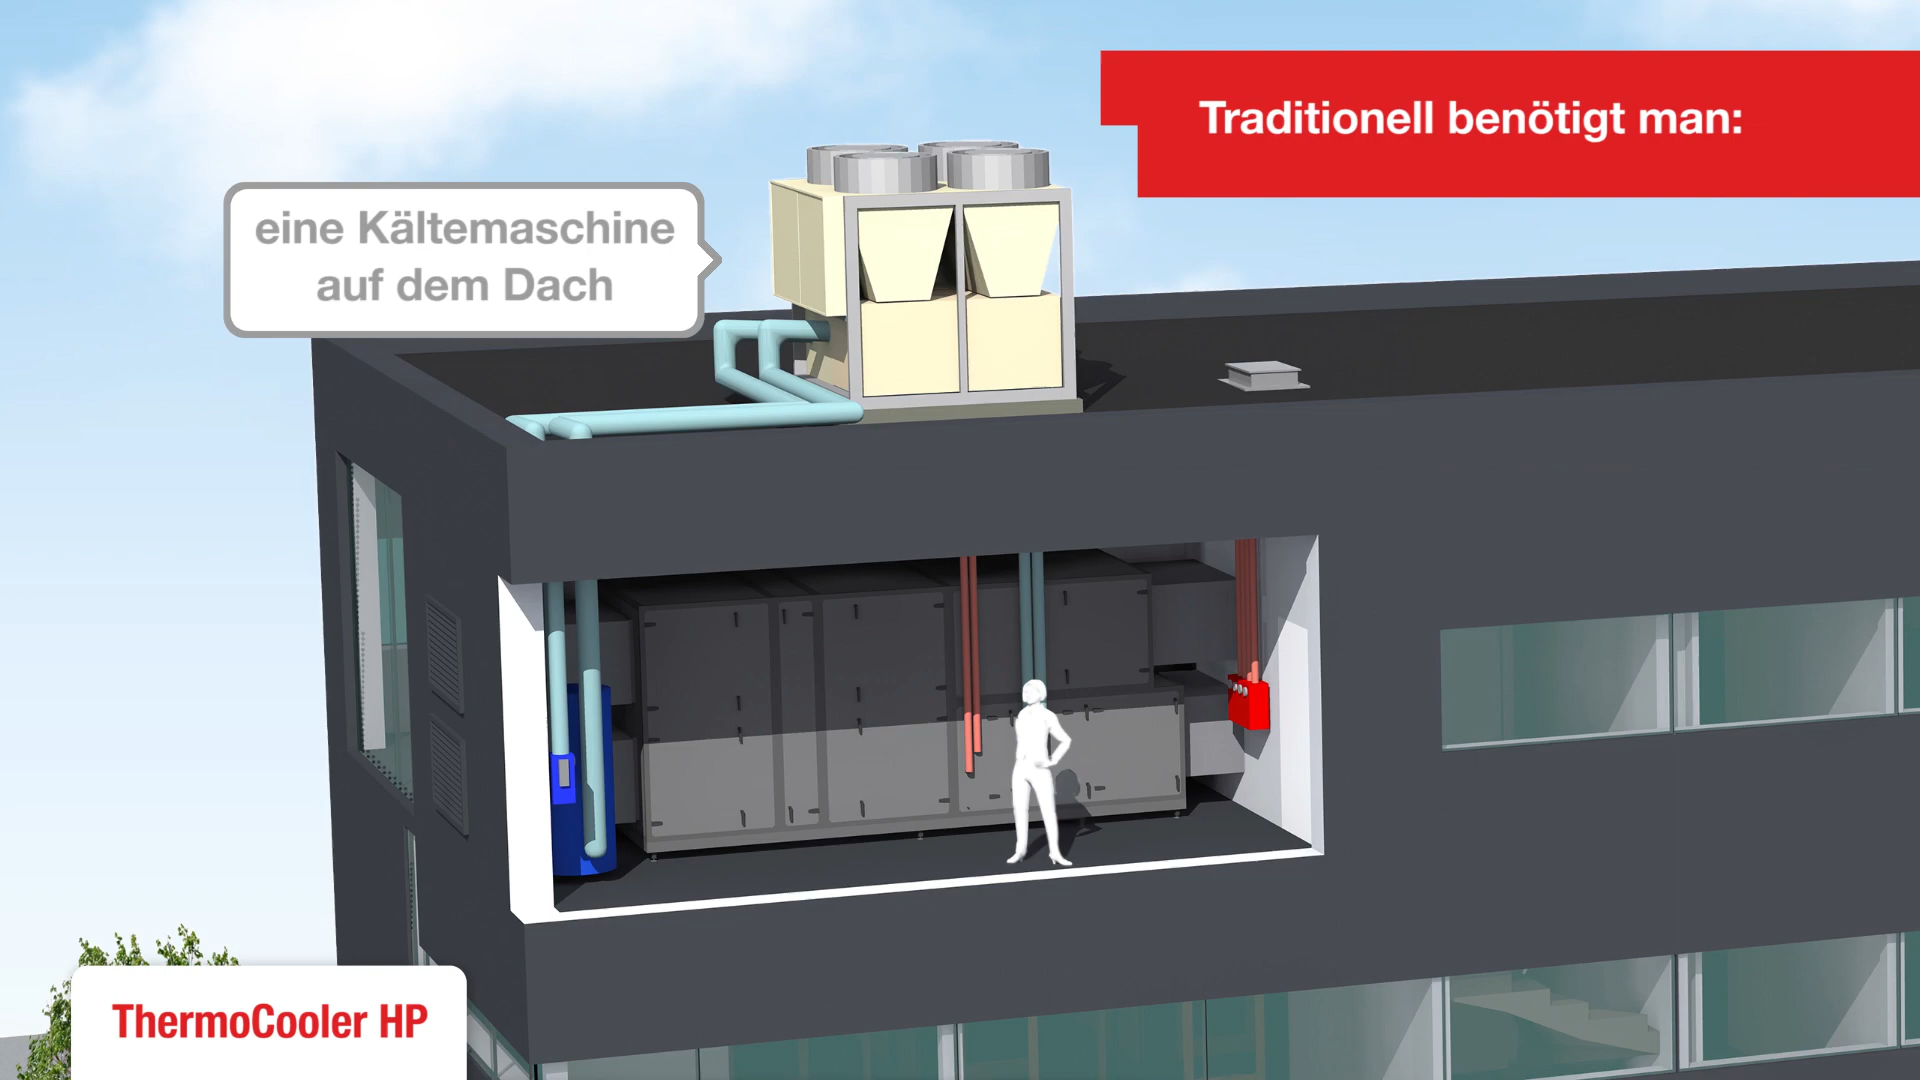 Traditionell benötigt man:
eine Kältemaschine
auf dem Dach
ThermoCooler HP